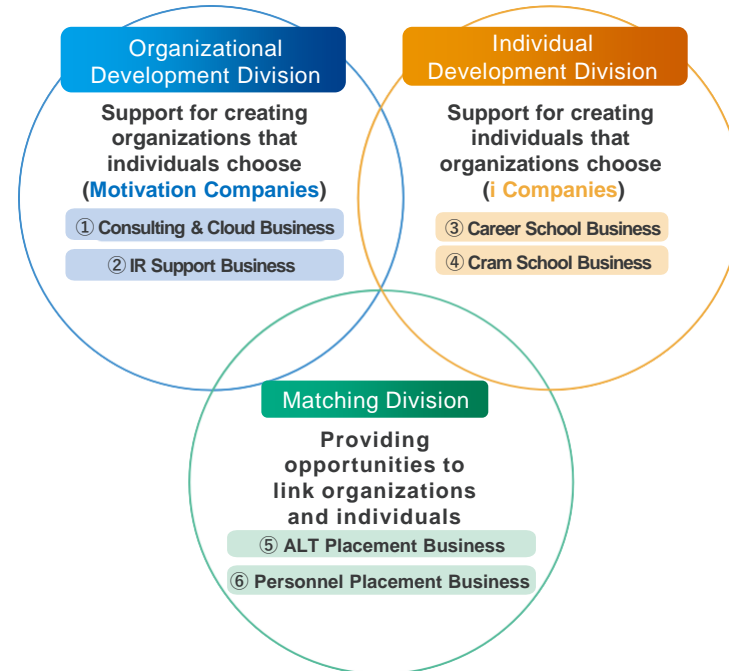 Organizational
Development Division
Support for creating
organizations that
individuals choose
(Motivation Companies)
① Consulting & Cloud Business
② IR Support Business
Individual
Development Division
Support for creating
individuals that
organizations choose
(i Companies)
③ Career School Business
④ Cram School Business
Matching Division
Providing
opportunities to
link organizations
and individuals
⑤ ALT Placement Business
⑥ Personnel Placement Business